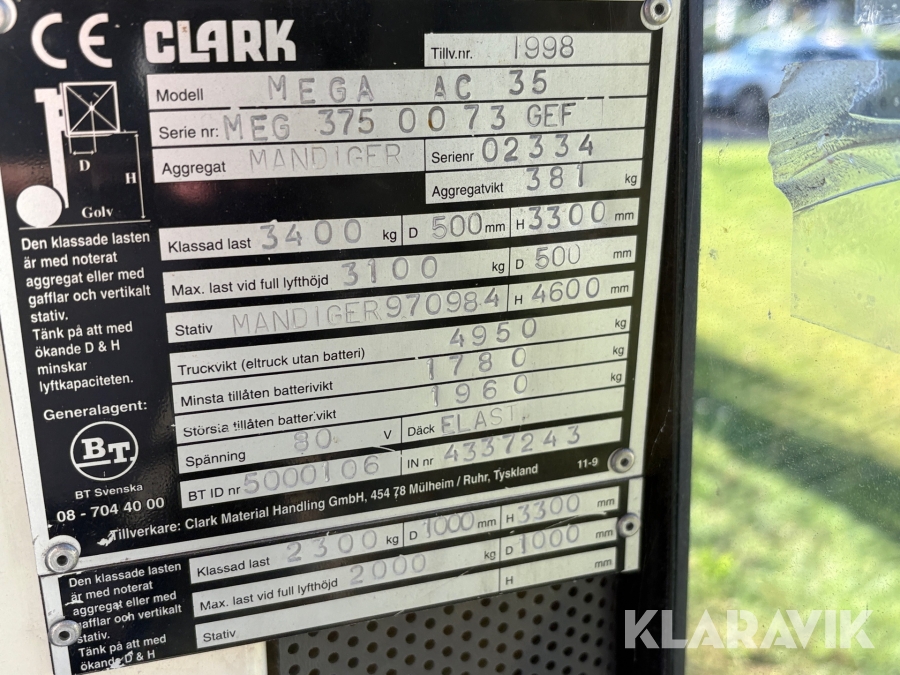 CE CLARK
Tillv.nr. 1998
Modell MEGA AC 35
Serie nr: MEG 375 0073 GEF
Aggregat MANDIGER Serienr 02334
Aggregatvikt 381 kg
D
H
Golv
Klassad last 3400 kg D 500 mm H 3300 mm
Max. last vid full lyfthöjd 3100 kg D 500 mm
Stativ MANDIGER 970984 H 4600 mm
Truckvikt (eltruck utan batteri) 4950 kg
Minsta tillåten batterivikt 1780 kg
Största tillåten batterivikt 1960 kg
Spänning 80 V Däck ELAST.
BT ID nr 5000106 IN nr 4337243
Tillverkare: Clark Material Handling GmbH, 454 78 Mülheim / Ruhr, Tyskland 11-9
Den klassade lasten
är med noterat
aggregat eller med
gafflar och vertikalt
stativ.
Tänk på att med
ökande D & H
minskar
lyftkapaciteten.
Generalagent:
BT
BT Svenska
08 - 704 40 00
Klassad last 2300 kg D 1000 mm H 3300 mm
Max. last vid full lyfthöjd 2000 kg D 1000 mm
Stativ H mm
Den klassade lasten
är med noterat
aggregat eller med
gafflar och vertikalt
stativ.
Tänk på att med
ökande D & H
KLARAVIK